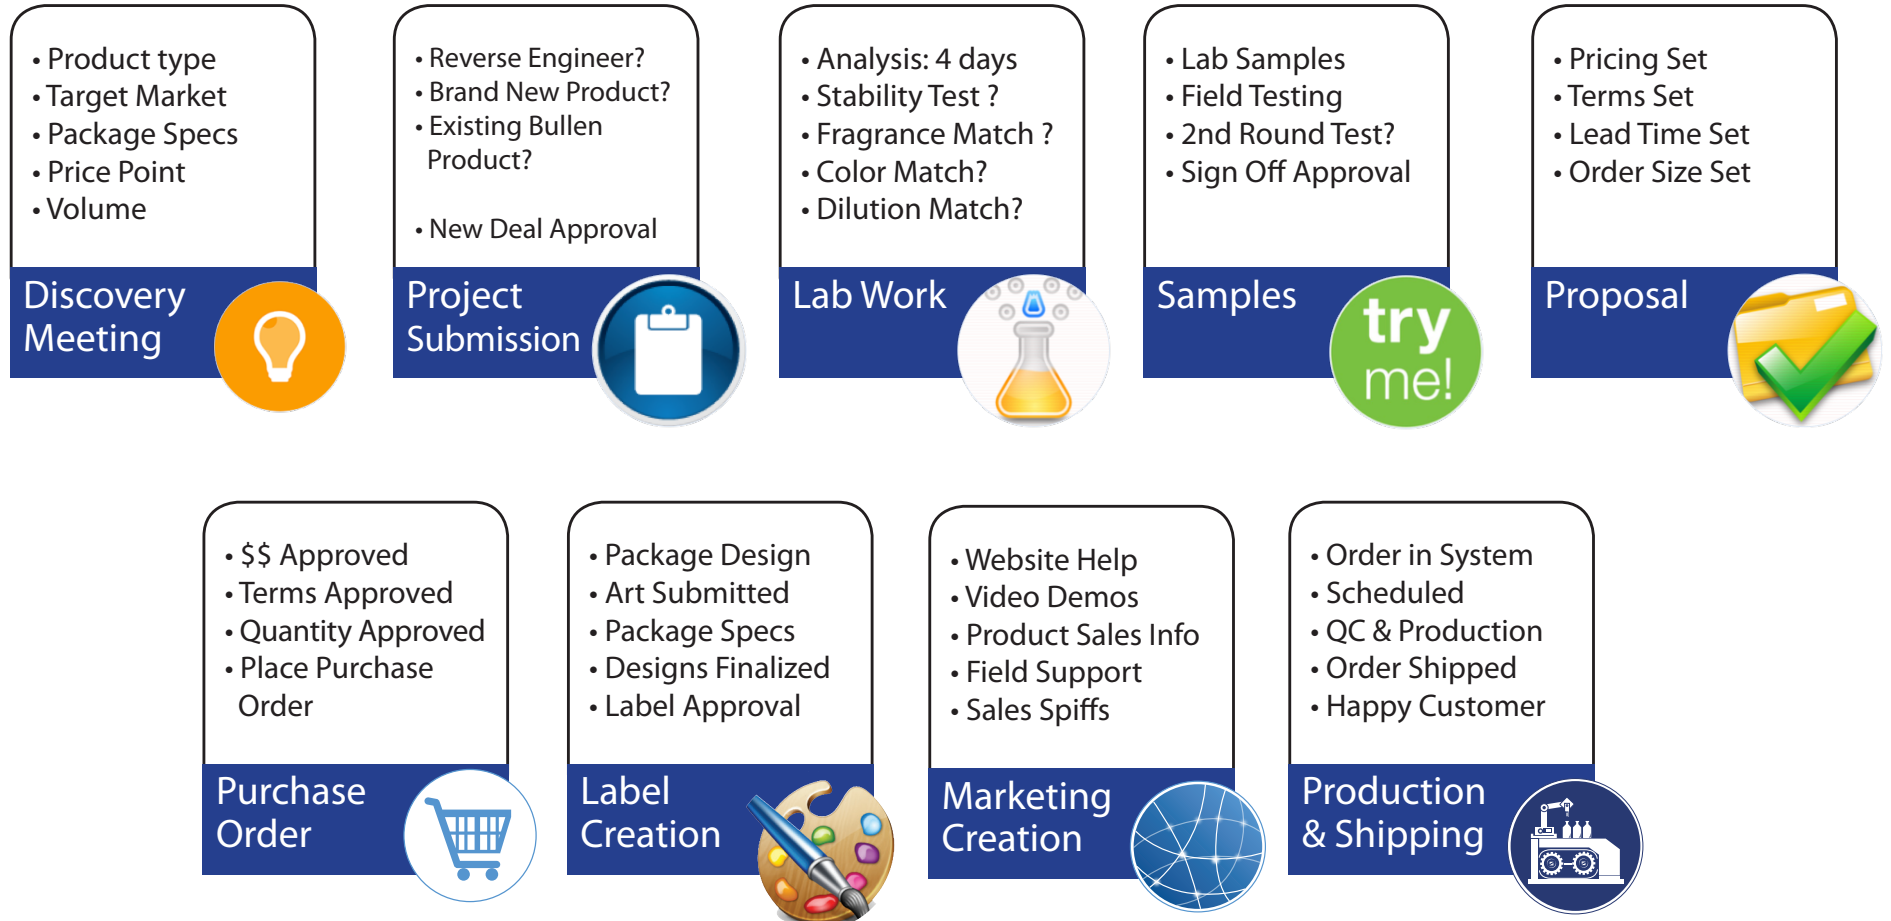 • Product type
• Target Market
• Package Specs
• Price Point
• Volume
Discovery
Meeting
• Reverse Engineer?
• Brand New Product?
• Existing Bullen
Product?
• New Deal Approval
Project
Submission
• Analysis: 4 days
• Stability Test ?
• Fragrance Match ?
• Color Match?
• Dilution Match?
Lab Work
• Lab Samples
• Field Testing
• 2nd Round Test?
• Sign Off Approval
Samples
try
me!
• Pricing Set
• Terms Set
• Lead Time Set
• Order Size Set
Proposal
• $$ Approved
• Terms Approved
• Quantity Approved
• Place Purchase
Order
Purchase
Order
• Package Design
• Art Submitted
• Package Specs
• Designs Finalized
• Label Approval
Label
Creation
• Website Help
• Video Demos
• Product Sales Info
• Field Support
• Sales Spiffs
Marketing
Creation
• Order in System
• Scheduled
• QC & Production
• Order Shipped
• Happy Customer
Production
& Shipping